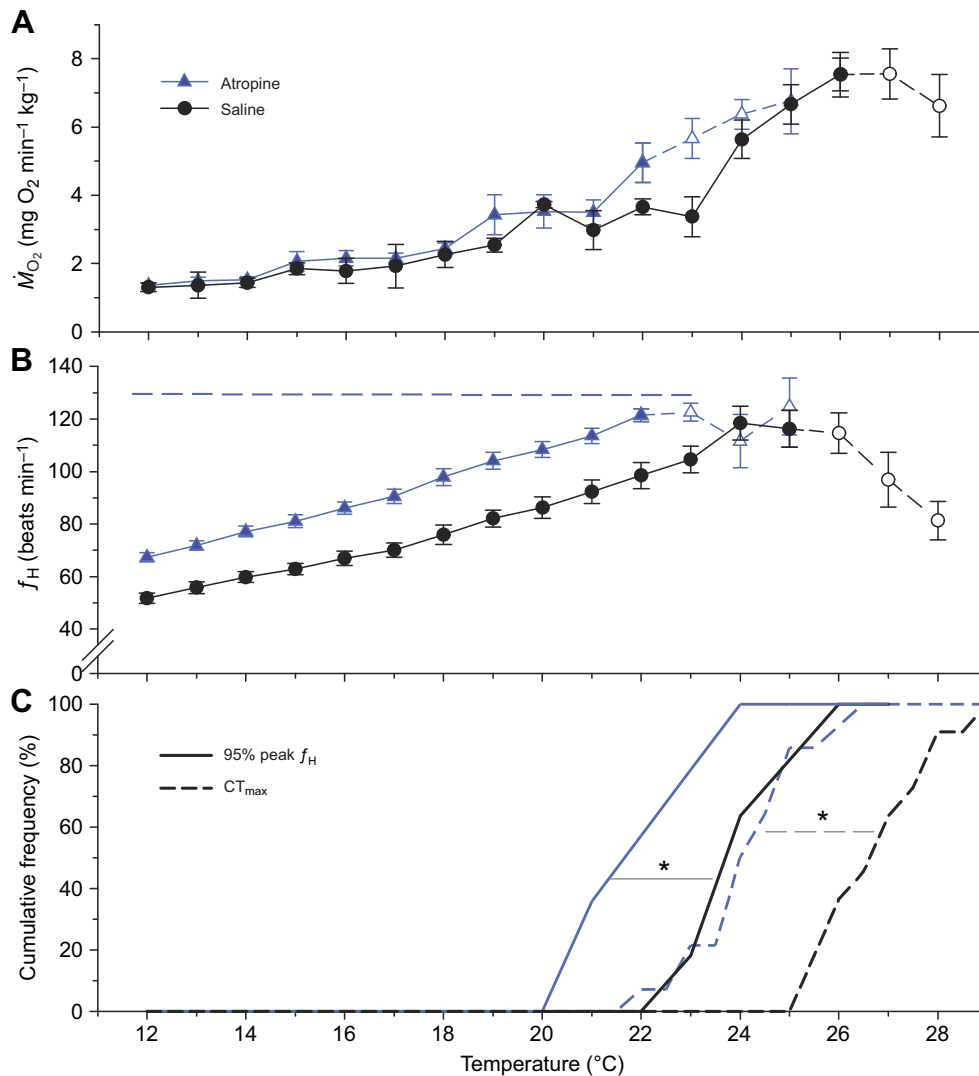 A
8
6
4
2
0
ṀO₂ (mg O₂ min⁻¹ kg⁻¹)
Atropine
Saline
B
140
120
100
80
60
40
0
fH (beats min⁻¹)
C
100
80
60
40
20
0
Cumulative frequency (%)
95% peak fH
CTmax
*
*
12 14 16 18 20 22 24 26 28
Temperature (°C)